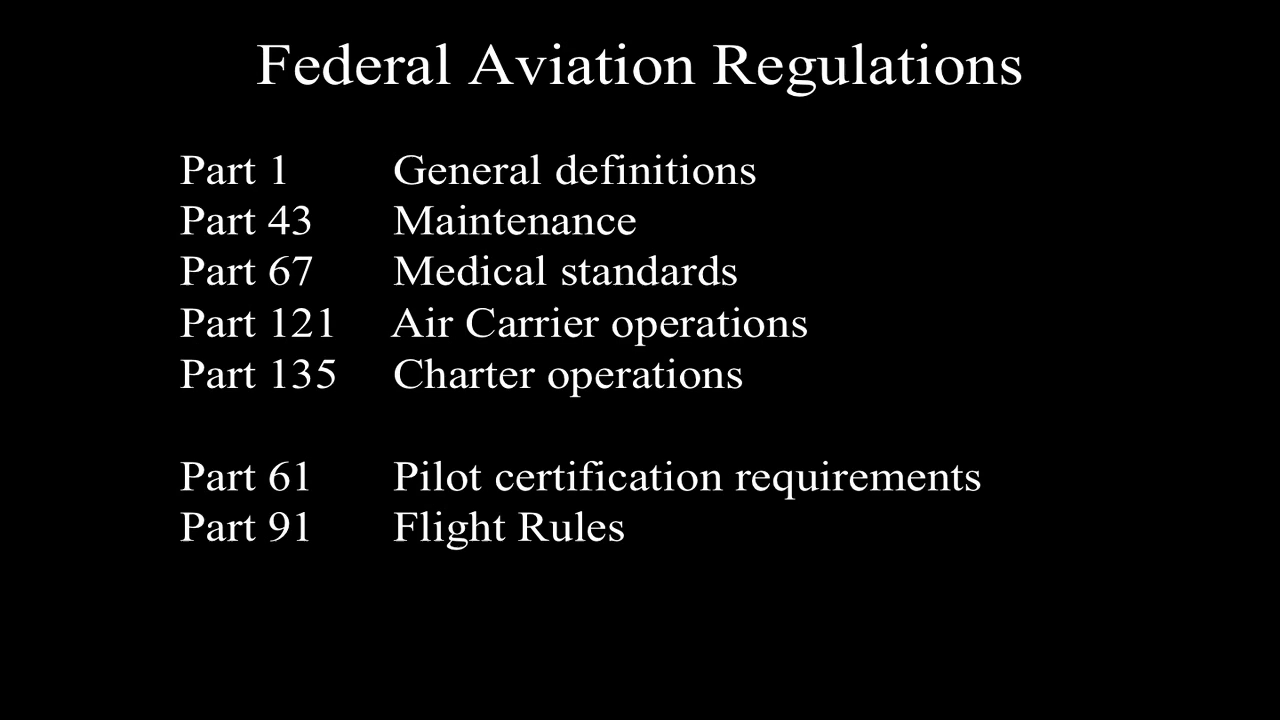 Federal Aviation Regulations
Part 1 General definitions
Part 43 Maintenance
Part 67 Medical standards
Part 121 Air Carrier operations
Part 135 Charter operations
Part 61 Pilot certification requirements
Part 91 Flight Rules